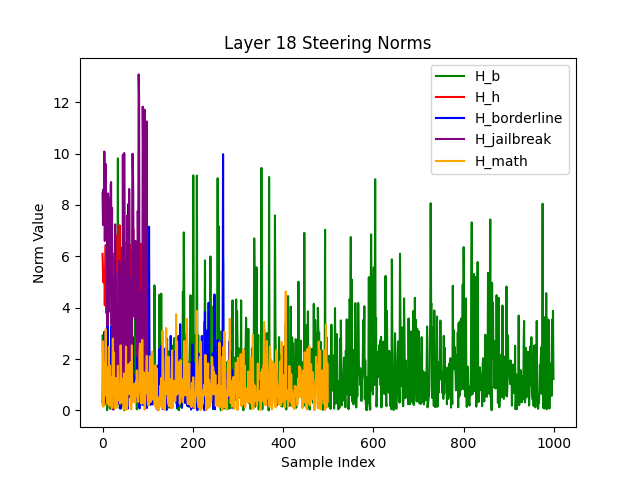 Layer 18 Steering Norms
H_b
H_h
H_borderline
H_jailbreak
H_math
Norm Value
12
10
8
6
4
2
0
0 200 400 600 800 1000
Sample Index